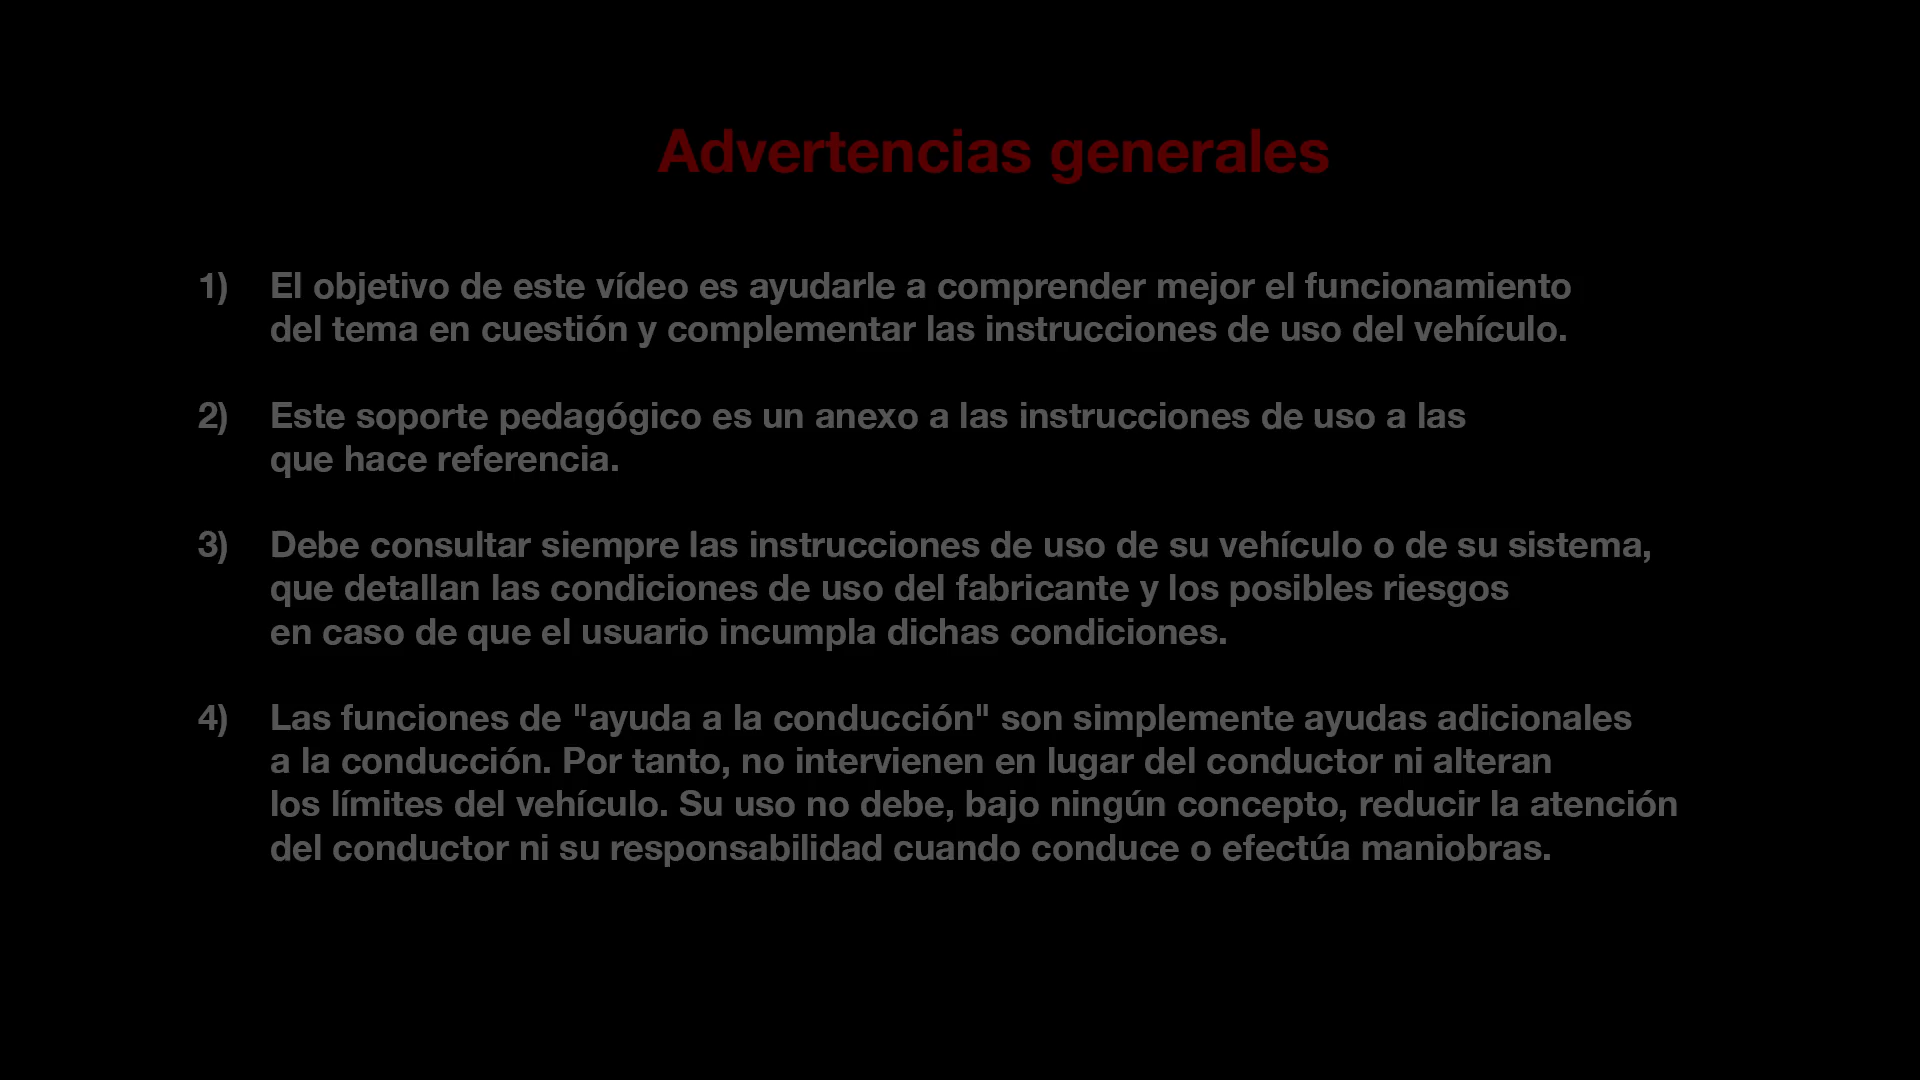 Advertencias generales
1) El objetivo de este vídeo es ayudarle a comprender mejor el funcionamiento
del tema en cuestión y complementar las instrucciones de uso del vehículo.
2) Este soporte pedagógico es un anexo a las instrucciones de uso a las
que hace referencia.
3) Debe consultar siempre las instrucciones de uso de su vehículo o de su sistema,
que detallan las condiciones de uso del fabricante y los posibles riesgos
en caso de que el usuario incumpla dichas condiciones.
4) Las funciones de "ayuda a la conducción" son simplemente ayudas adicionales
a la conducción. Por tanto, no intervienen en lugar del conductor ni alteran
los límites del vehículo. Su uso no debe, bajo ningún concepto, reducir la atención
del conductor ni su responsabilidad cuando conduce o efectúa maniobras.